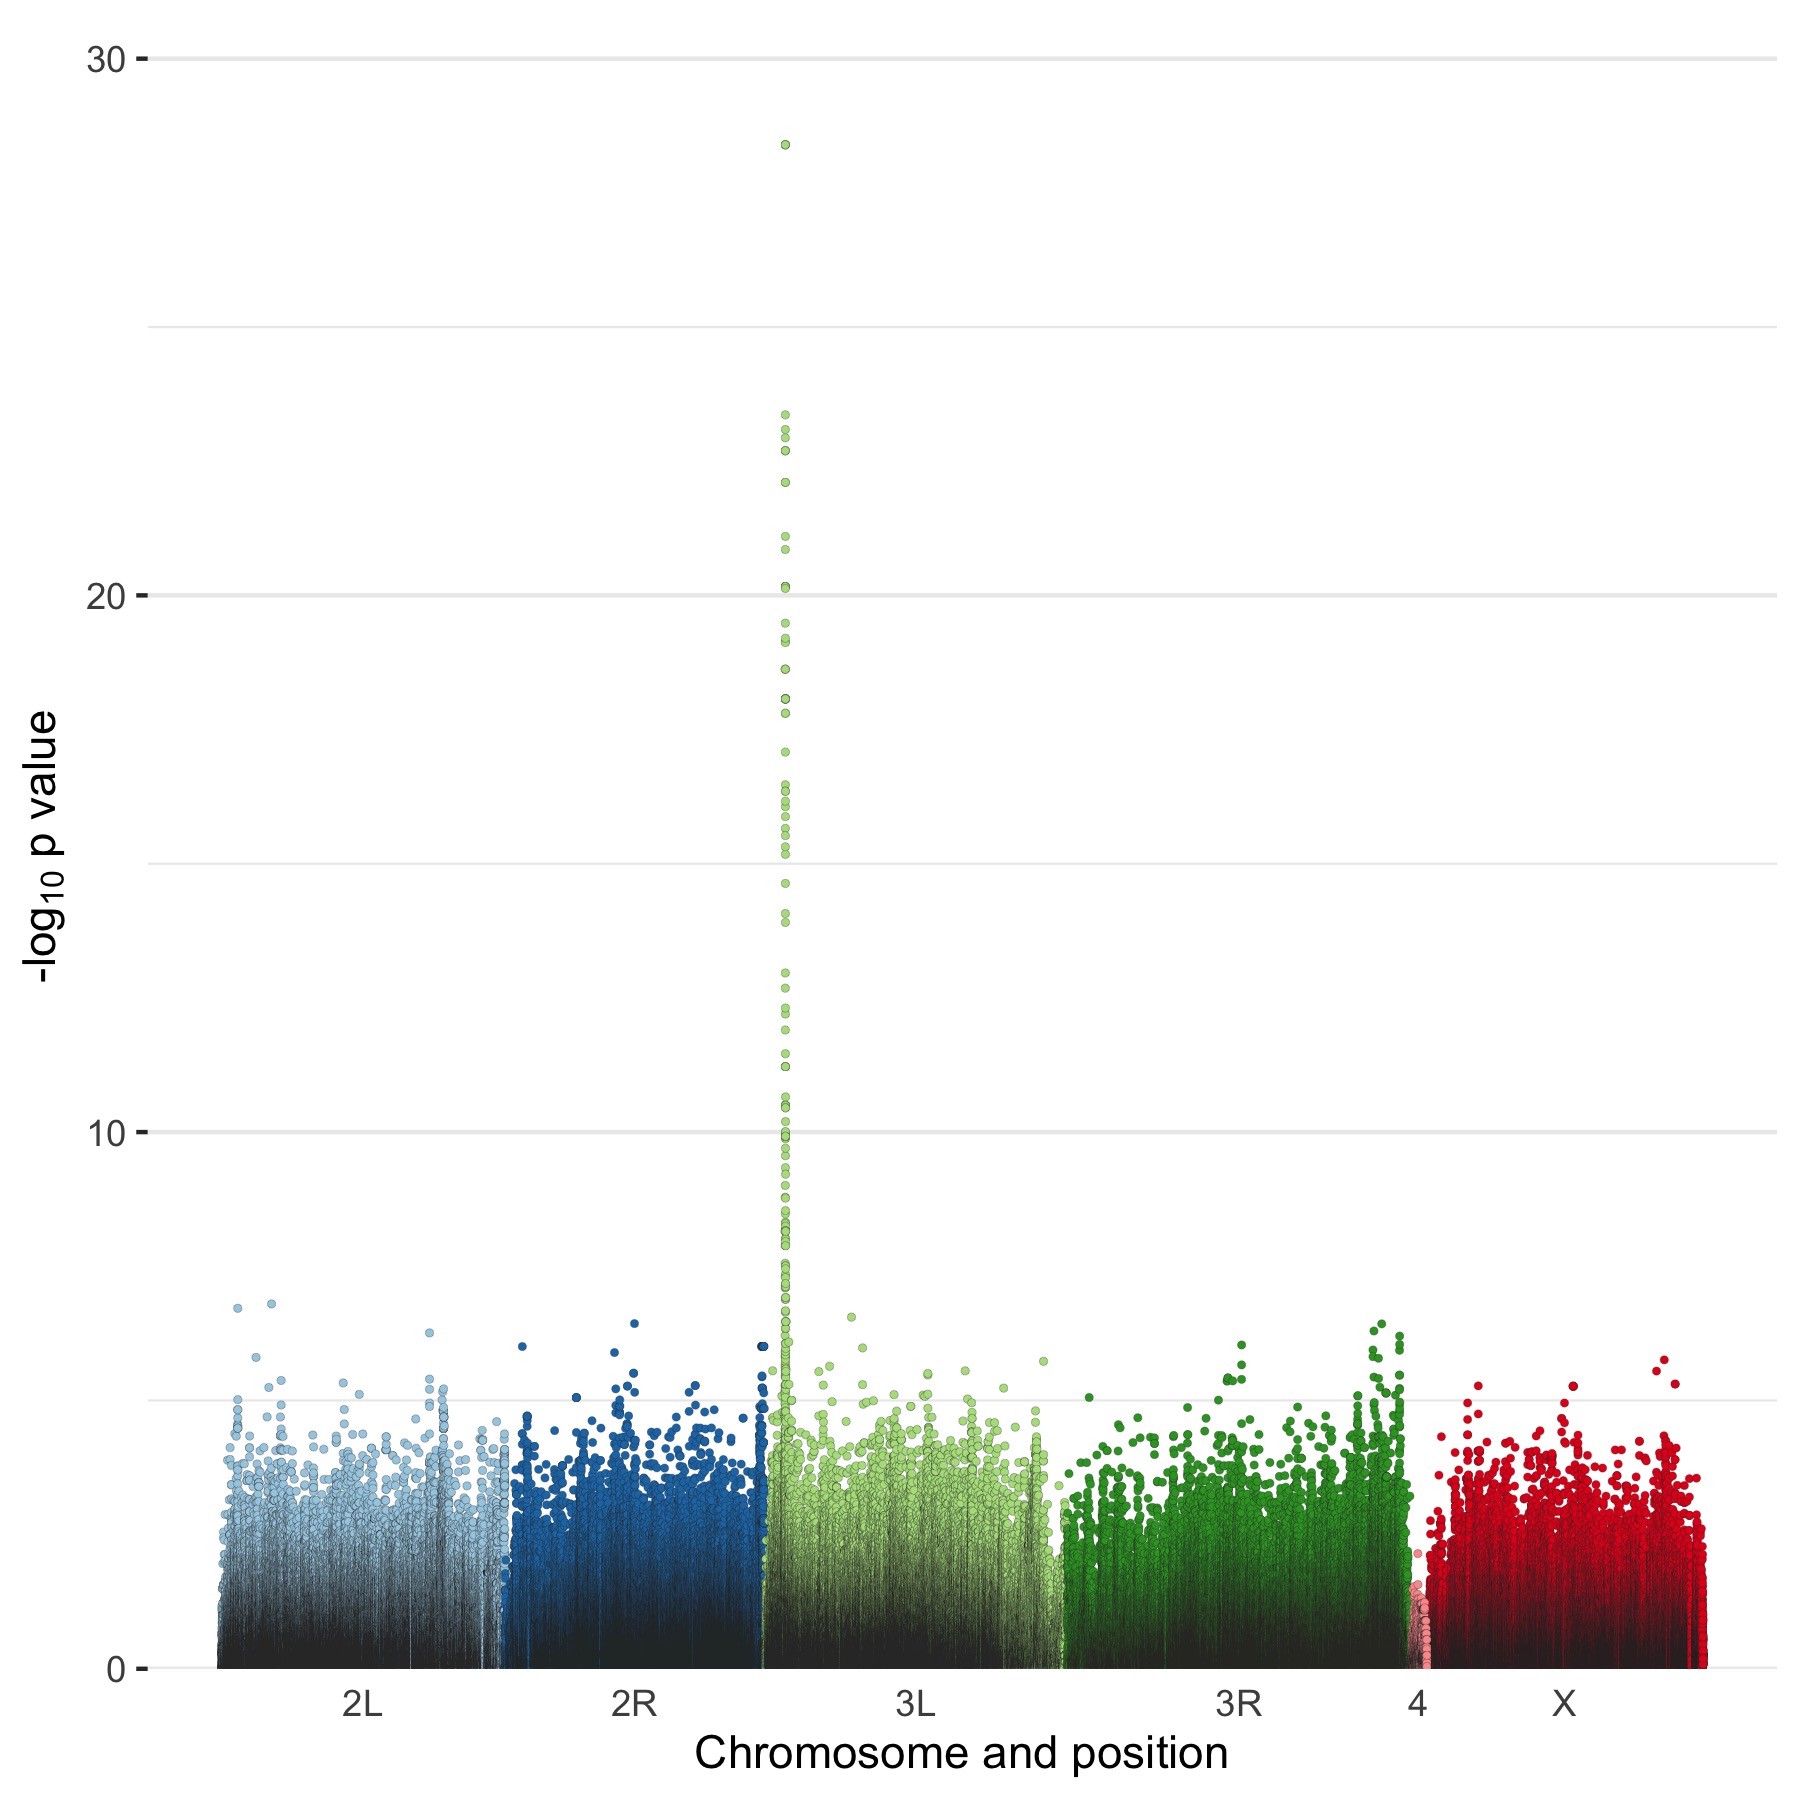 30
20
10
0
-log₁₀ p value
2L 2R 3L 3R 4 X
Chromosome and position